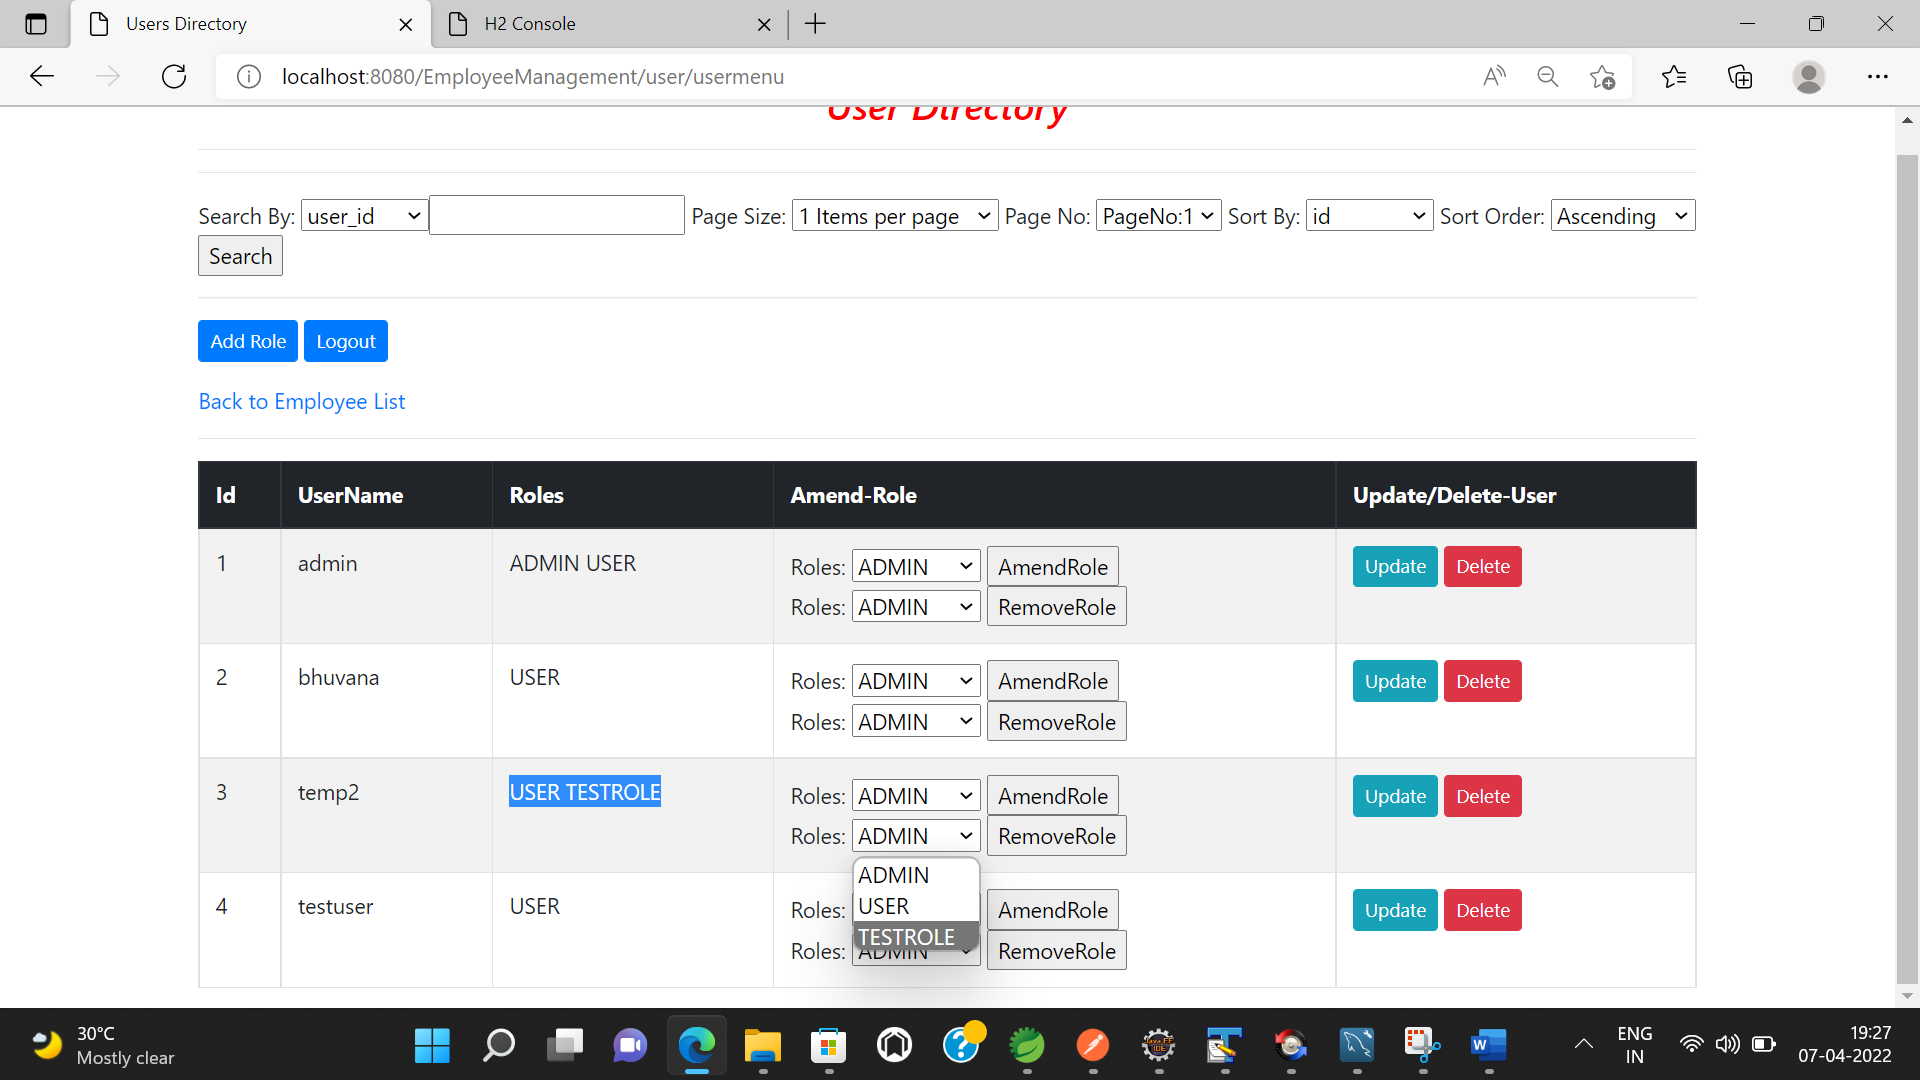 Users Directory
H2 Console
localhost:8080/EmployeeManagement/user/usermenu
User Directory
Search By: user_id Page Size: 1 Items per page Page No: PageNo:1 Sort By: id Sort Order: Ascending
Search
Add Role Logout
Back to Employee List
Id UserName Roles Amend-Role Update/Delete-User
1 admin ADMIN USER Roles: ADMIN AmendRole Update Delete
Roles: ADMIN RemoveRole
2 bhuvana USER Roles: ADMIN AmendRole Update Delete
Roles: ADMIN RemoveRole
3 temp2 USER TESTROLE Roles: ADMIN AmendRole Update Delete
Roles: ADMIN RemoveRole
ADMIN
USER
TESTROLE
4 testuser USER Roles: AmendRole Update Delete
Roles: ADMIN RemoveRole
30°C
Mostly clear
ENG
IN
19:27
07-04-2022